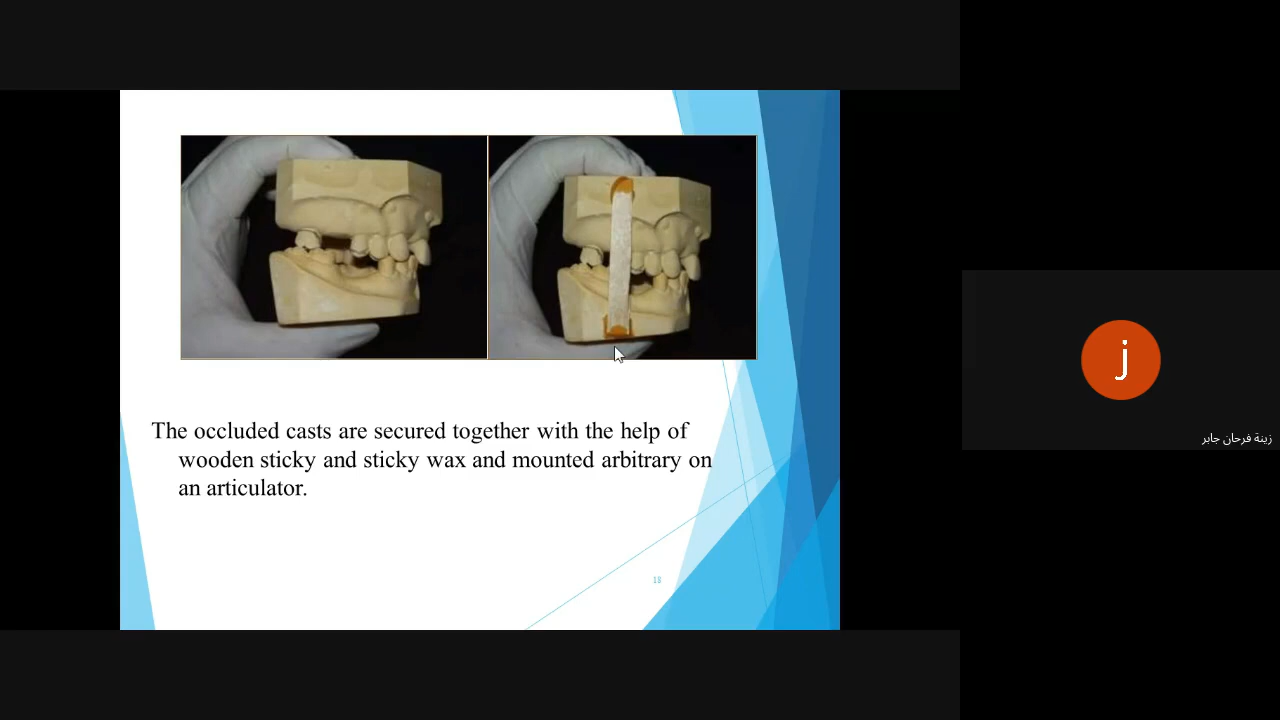 The occluded casts are secured together with the help of
wooden sticky and sticky wax and mounted arbitrary on
an articulator.
18
j
زينة فرحان جابر